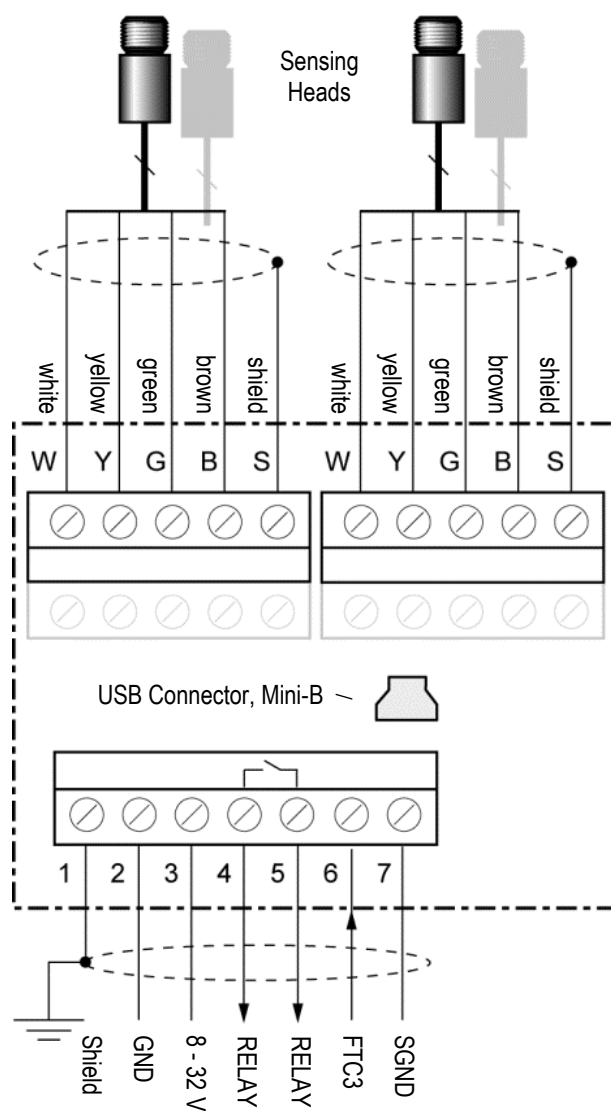 Sensing
Heads
white yellow green brown shield white yellow green brown shield
W Y G B S W Y G B S
USB Connector, Mini-B
1 2 3 4 5 6 7
Shield GND 8 - 32 V RELAY RELAY FTC3 SGND